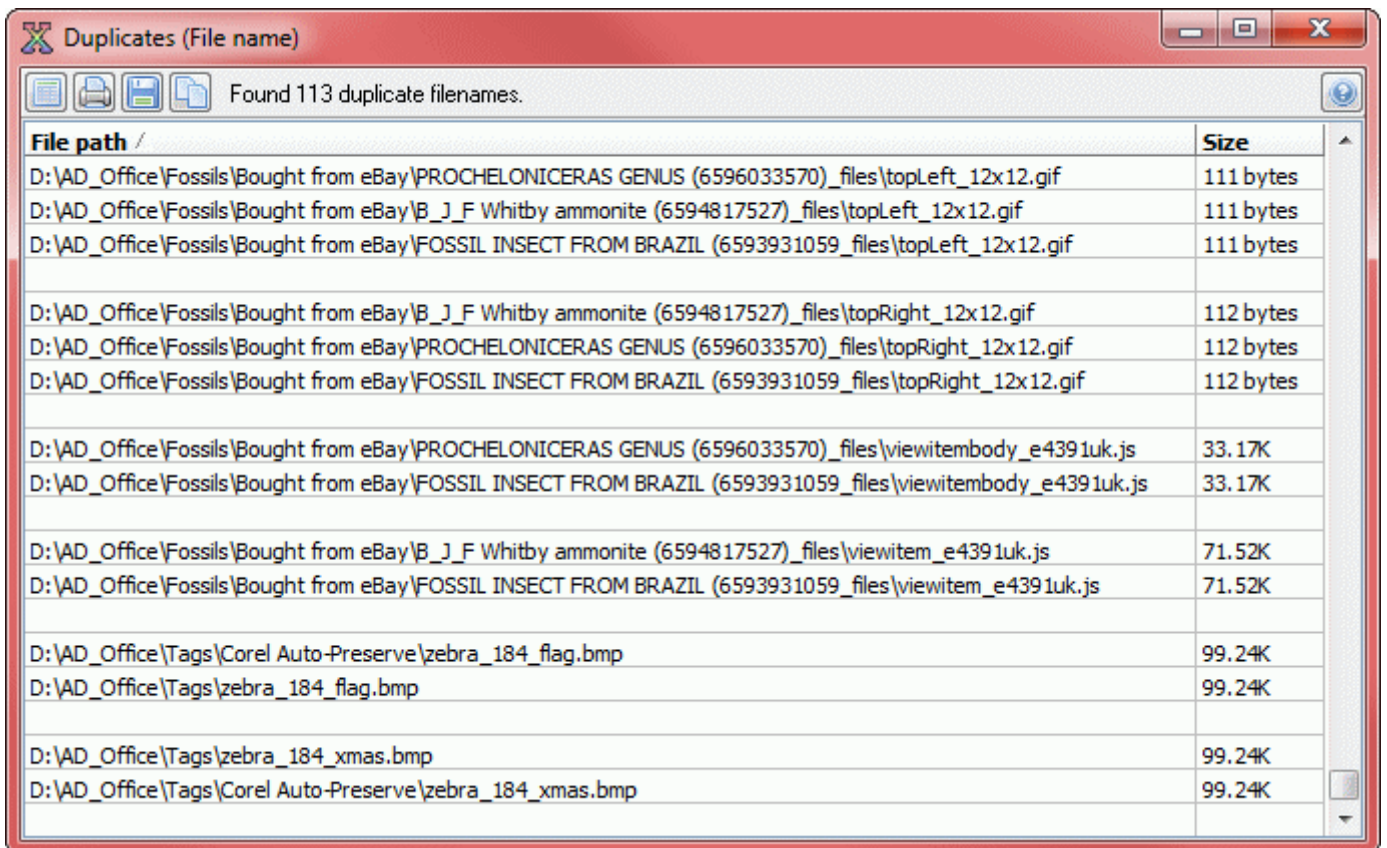 Duplicates (File name)
Found 113 duplicate filenames.
File path / Size
D:\AD_Office\Fossils\Bought from eBay\PROCHELONICERAS GENUS (6596033570)_files\topLeft_12x12.gif 111 bytes
D:\AD_Office\Fossils\Bought from eBay\B_J_F Whitby ammonite (6594817527)_files\topLeft_12x12.gif 111 bytes
D:\AD_Office\Fossils\Bought from eBay\FOSSIL INSECT FROM BRAZIL (6593931059_files\topLeft_12x12.gif 111 bytes
D:\AD_Office\Fossils\Bought from eBay\B_J_F Whitby ammonite (6594817527)_files\topRight_12x12.gif 112 bytes
D:\AD_Office\Fossils\Bought from eBay\PROCHELONICERAS GENUS (6596033570)_files\topRight_12x12.gif 112 bytes
D:\AD_Office\Fossils\Bought from eBay\FOSSIL INSECT FROM BRAZIL (6593931059_files\topRight_12x12.gif 112 bytes
D:\AD_Office\Fossils\Bought from eBay\PROCHELONICERAS GENUS (6596033570)_files\viewitembody_e4391uk.js 33.17K
D:\AD_Office\Fossils\Bought from eBay\FOSSIL INSECT FROM BRAZIL (6593931059_files\viewitembody_e4391uk.js 33.17K
D:\AD_Office\Fossils\Bought from eBay\B_J_F Whitby ammonite (6594817527)_files\viewitem_e4391uk.js 71.52K
D:\AD_Office\Fossils\Bought from eBay\FOSSIL INSECT FROM BRAZIL (6593931059_files\viewitem_e4391uk.js 71.52K
D:\AD_Office\Tags\Corel Auto-Preserve\zebra_184_flag.bmp 99.24K
D:\AD_Office\Tags\zebra_184_flag.bmp 99.24K
D:\AD_Office\Tags\zebra_184_xmas.bmp 99.24K
D:\AD_Office\Tags\Corel Auto-Preserve\zebra_184_xmas.bmp 99.24K